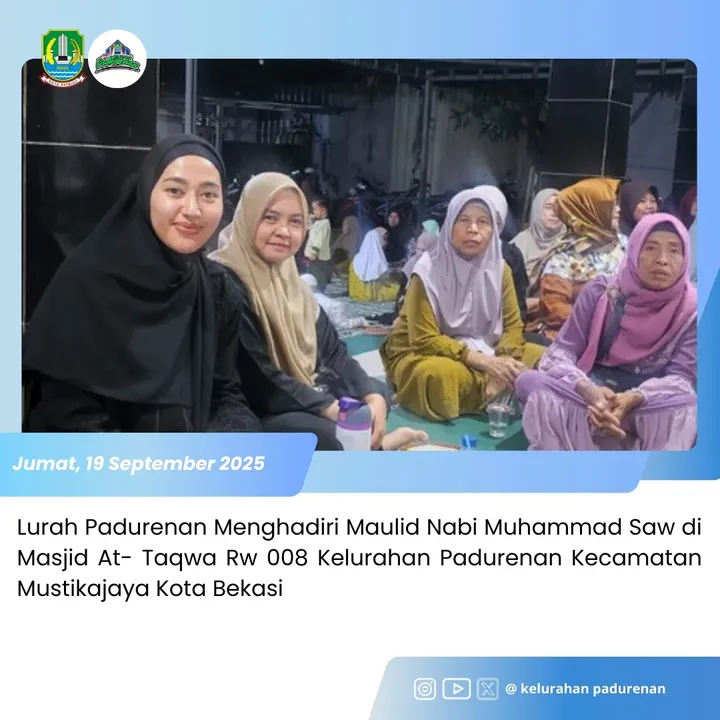 Jumat, 19 September 2025
Lurah Padurenan Menghadiri Maulid Nabi Muhammad Saw di
Masjid At- Taqwa Rw 008 Kelurahan Padurenan Kecamatan
Mustikajaya Kota Bekasi
@ kelurahan padurenan